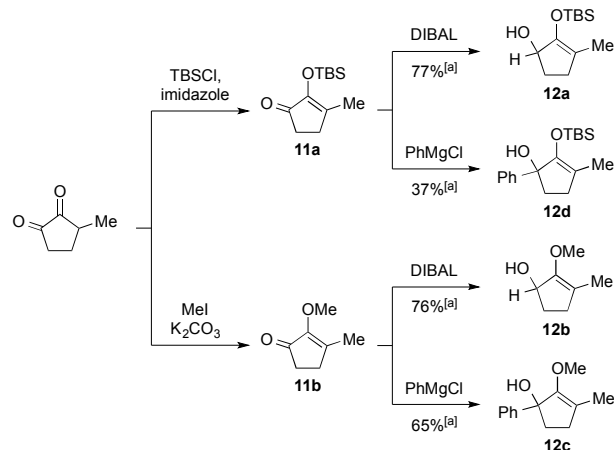 OTBS
HO
Me
H
12a
DIBAL
77%[a]
TBSCl,
imidazole
OTBS
O
Me
11a
PhMgCl
37%[a]
OTBS
HO
Me
Ph
12d
O
O
Me
MeI
K2CO3
OMe
O
Me
11b
DIBAL
76%[a]
OMe
HO
Me
H
12b
PhMgCl
65%[a]
OMe
HO
Me
Ph
12c